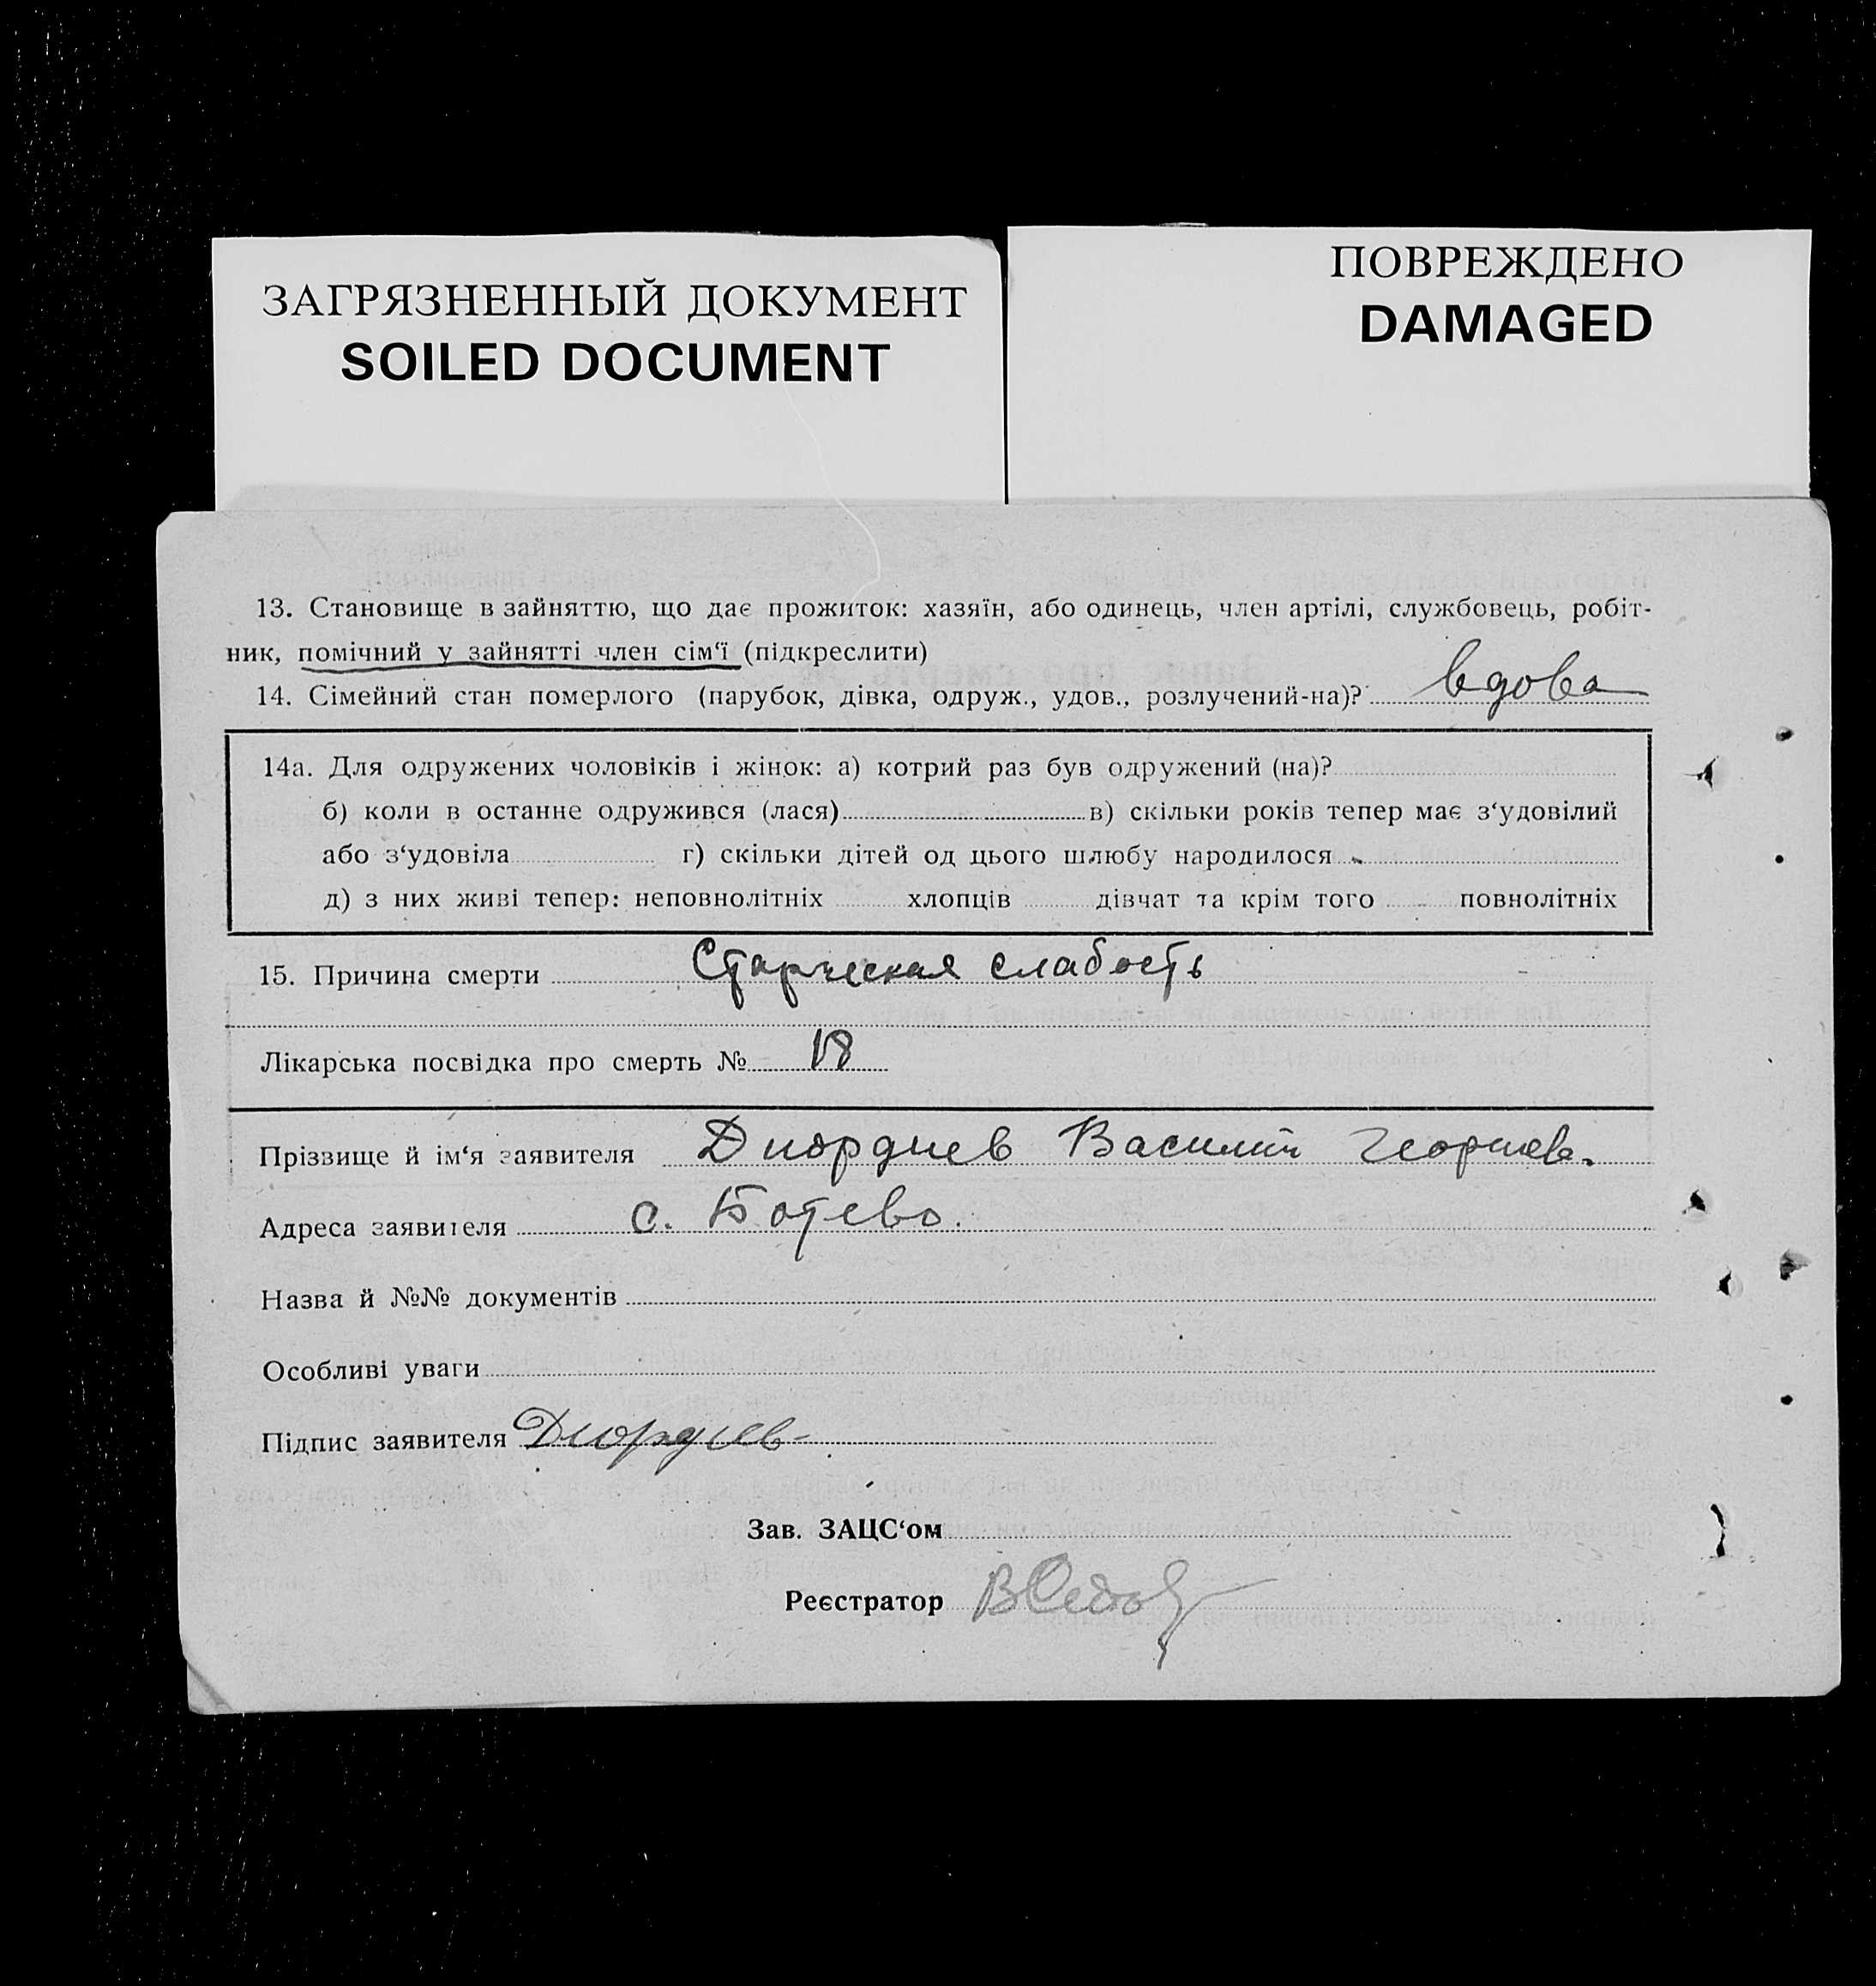 ЗАГРЯЗНЕННЫЙ ДОКУМЕНТ
SOILED DOCUMENT
ПОВРЕЖДЕНО
DAMAGED
13. Становище в зайняттю, що дає прожиток: хазяїн, або одинець, член артілі, службовець, робіт-
ник, помічний у зайнятті член сім‘ї (підкреслити)
14. Сімейний стан померлого (парубок, дівка, одруж., удов., розлучений-на)? вдова
14а. Для одружених чоловіків і жінок: а) котрий раз був одружений (на)?
б) коли в останне одружився (лася) в) скільки років тепер має з‘удовілий
або з‘удовіла г) скільки дітей од цього шлюбу народилося
д) з них живі тепер: неповнолітніх хлопців дівчат та крім того повнолітніх
15. Причина смерти Старческая слабость
Лікарська посвідка про смерть № 18
Прізвище й ім‘я заявителя Диордиев Василий Георгиев.
Адреса заявителя с. Ботево.
Назва й №№ документів
Особливі уваги
Підпис заявителя Диордиев
Зав. ЗАЦС‘ом
Реєстратор